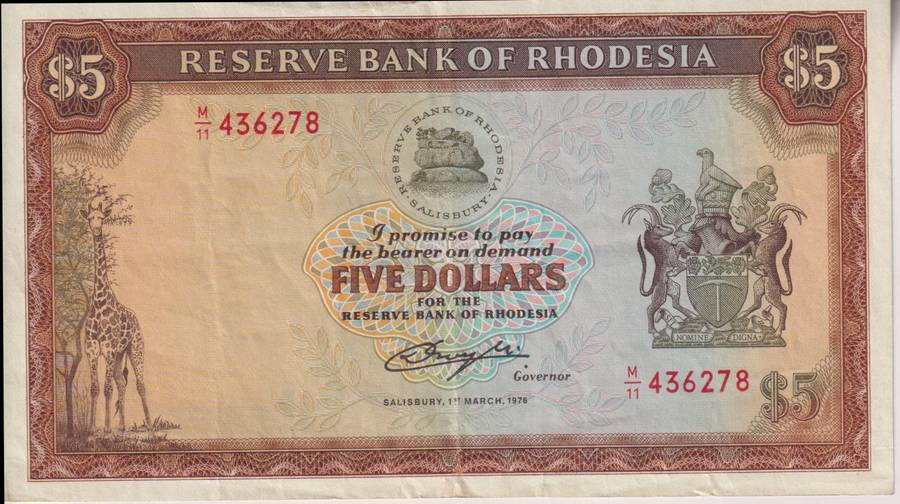 RESERVE BANK OF RHODESIA
$5
$5
M/11 436278
RESERVE BANK OF RHODESIA
· SALISBURY ·
I promise to pay
the bearer on demand
FIVE DOLLARS
FOR THE
RESERVE BANK OF RHODESIA
NOMINE DIGNA
Governor
M/11 436278
$5
SALISBURY, 1ST MARCH, 1976